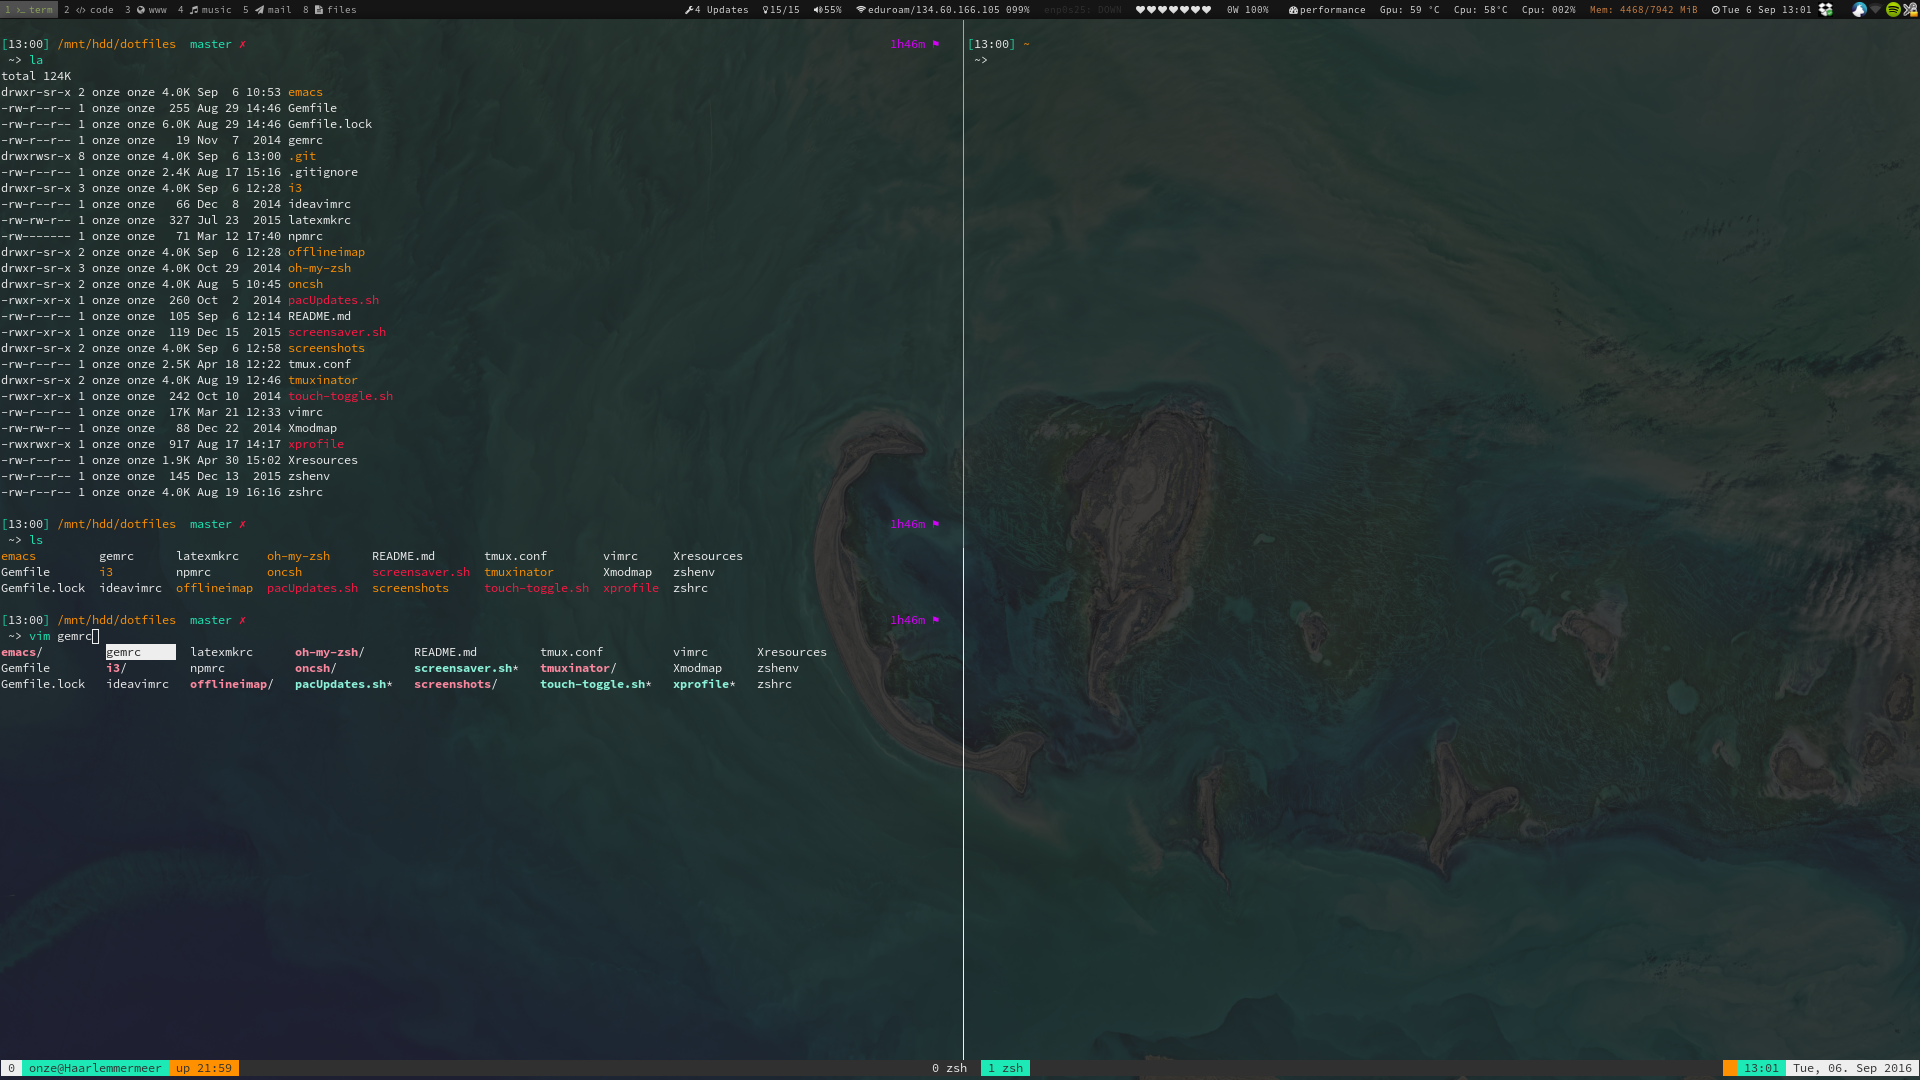 1 >_ term 2 </> code 3 www 4 music 5 mail 8 files 4 Updates 15/15 55% eduroam/134.60.166.105 099% enp0s25: DOWN ♥♥♥♥♥♥♥ 0W 100% performance Gpu: 59 °C Cpu: 58°C Cpu: 002% Mem: 4468/7942 MiB Tue 6 Sep 13:01
[13:00] /mnt/hdd/dotfiles master ✗ 1h46m ⚑
~> la
total 124K
drwxr-sr-x 2 onze onze 4.0K Sep  6 10:53 emacs
-rw-r--r-- 1 onze onze  255 Aug 29 14:46 Gemfile
-rw-r--r-- 1 onze onze 6.0K Aug 29 14:46 Gemfile.lock
-rw-r--r-- 1 onze onze   19 Nov  7  2014 gemrc
drwxrwsr-x 8 onze onze 4.0K Sep  6 13:00 .git
-rw-r--r-- 1 onze onze 2.4K Aug 17 15:16 .gitignore
drwxr-sr-x 3 onze onze 4.0K Sep  6 12:28 i3
-rw-r--r-- 1 onze onze   66 Dec  8  2014 ideavimrc
-rw-rw-r-- 1 onze onze  327 Jul 23  2015 latexmkrc
-rw------- 1 onze onze   71 Mar 12 17:40 npmrc
drwxr-sr-x 2 onze onze 4.0K Sep  6 12:28 offlineimap
drwxr-sr-x 3 onze onze 4.0K Oct 29  2014 oh-my-zsh
drwxr-sr-x 2 onze onze 4.0K Aug  5 10:45 oncsh
-rwxr-xr-x 1 onze onze  260 Oct  2  2014 pacUpdates.sh
-rw-r--r-- 1 onze onze  105 Sep  6 12:14 README.md
-rwxr-xr-x 1 onze onze  119 Dec 15  2015 screensaver.sh
drwxr-sr-x 2 onze onze 4.0K Sep  6 12:58 screenshots
-rw-r--r-- 1 onze onze 2.5K Apr 18 12:22 tmux.conf
drwxr-sr-x 2 onze onze 4.0K Aug 19 12:46 tmuxinator
-rwxr-xr-x 1 onze onze  242 Oct 10  2014 touch-toggle.sh
-rw-r--r-- 1 onze onze  17K Mar 21 12:33 vimrc
-rw-rw-r-- 1 onze onze   88 Dec 22  2014 Xmodmap
-rwxrwxr-x 1 onze onze  917 Aug 17 14:17 xprofile
-rw-r--r-- 1 onze onze 1.9K Apr 30 15:02 Xresources
-rw-r--r-- 1 onze onze  145 Dec 13  2015 zshenv
-rw-r--r-- 1 onze onze 4.0K Aug 19 16:16 zshrc
[13:00] /mnt/hdd/dotfiles master ✗ 1h46m ⚑
~> ls
emacs gemrc latexmkrc oh-my-zsh README.md tmux.conf vimrc Xresources
Gemfile i3 npmrc oncsh screensaver.sh tmuxinator Xmodmap zshenv
Gemfile.lock ideavimrc offlineimap pacUpdates.sh screenshots touch-toggle.sh xprofile zshrc
[13:00] /mnt/hdd/dotfiles master ✗ 1h46m ⚑
~> vim gemrc
emacs/ gemrc latexmkrc oh-my-zsh/ README.md tmux.conf vimrc Xresources
Gemfile i3/ npmrc oncsh/ screensaver.sh* tmuxinator/ Xmodmap zshenv
Gemfile.lock ideavimrc offlineimap/ pacUpdates.sh* screenshots/ touch-toggle.sh* xprofile* zshrc
[13:00] ~
~>
0 onze@Haarlemmermeer up 21:59 0 zsh 1 zsh 13:01 Tue, 06. Sep 2016